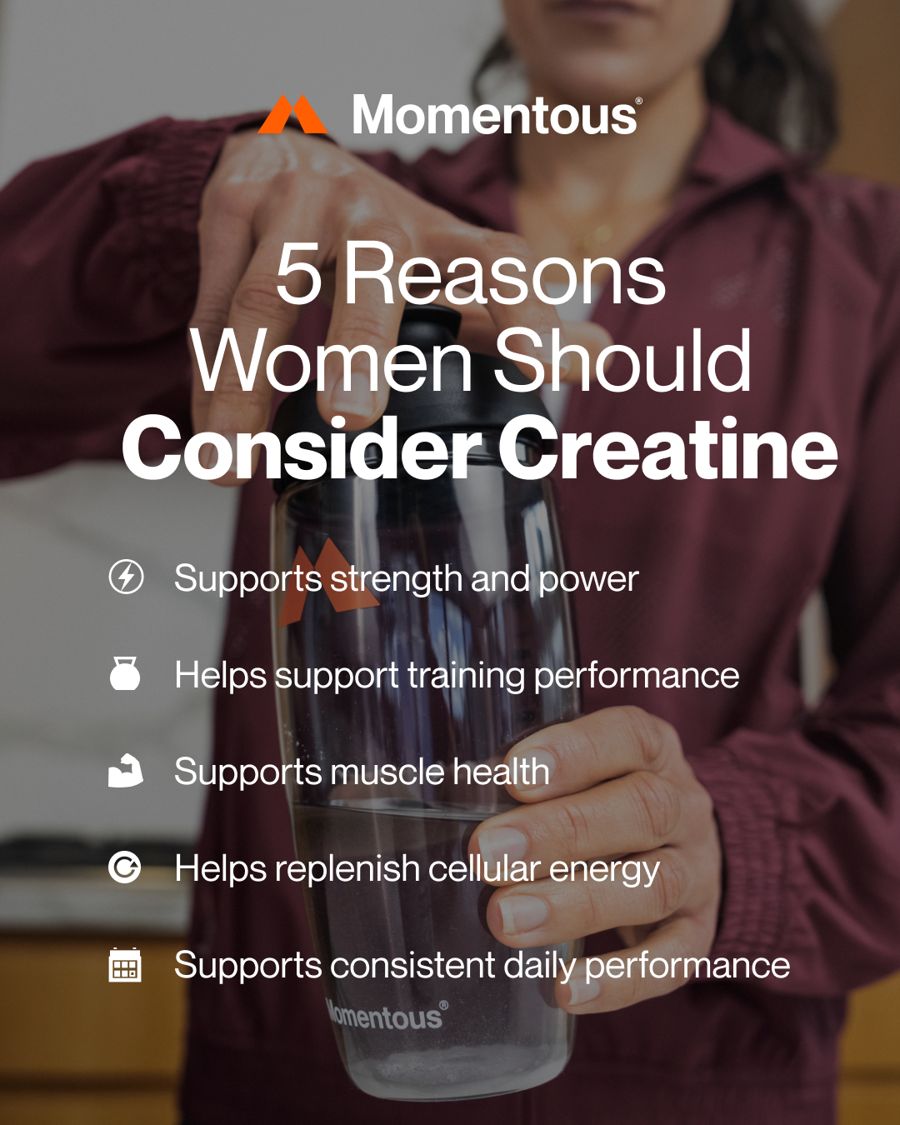 Momentous®
5 Reasons
Women Should
Consider Creatine
Supports strength and power
Helps support training performance
Supports muscle health
Helps replenish cellular energy
Supports consistent daily performance
Momentous®